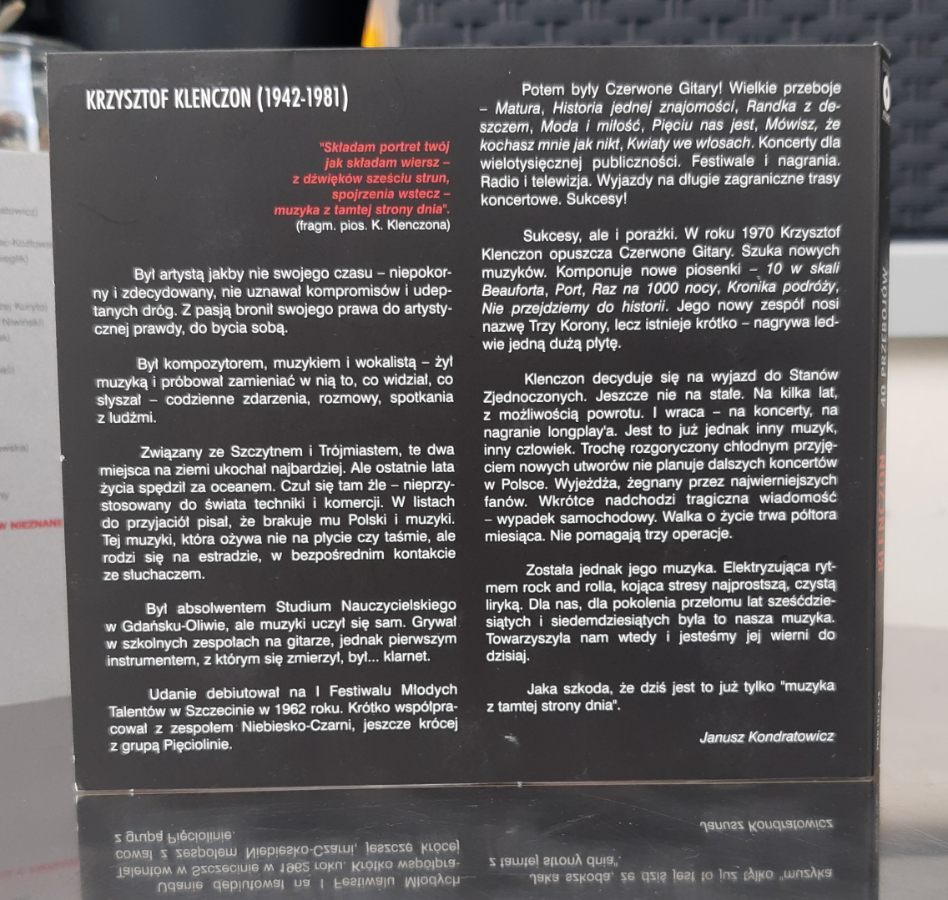 KRZYSZTOF KLENCZON (1942-1981)
"Składam portret twój
jak składam wiersz –
z dźwięków sześciu strun,
spojrzenia wstecz –
muzyka z tamtej strony dnia".
(fragm. pios. K. Klenczona)
Był artystą jakby nie swojego czasu – niepokor-
ny i zdecydowany, nie uznawał kompromisów i udep-
tanych dróg. Z pasją bronił swojego prawa do artysty-
cznej prawdy, do bycia sobą.
Był kompozytorem, muzykiem i wokalistą – żył
muzyką i próbował zamieniać w nią to, co widział, co
słyszał – codzienne zdarzenia, rozmowy, spotkania
z ludźmi.
Związany ze Szczytnem i Trójmiastem, te dwa
miejsca na ziemi ukochał najbardziej. Ale ostatnie lata
życia spędził za oceanem. Czuł się tam źle – nieprzy-
stosowany do świata techniki i komercji. W listach
do przyjaciół pisał, że brakuje mu Polski i muzyki.
Tej muzyki, która ożywa nie na płycie czy taśmie, ale
rodzi się na estradzie, w bezpośrednim kontakcie
ze słuchaczem.
Był absolwentem Studium Nauczycielskiego
w Gdańsku-Oliwie, ale muzyki uczył się sam. Grywał
w szkolnych zespołach na gitarze, jednak pierwszym
instrumentem, z którym się zmierzył, był... klarnet.
Udanie debiutował na I Festiwalu Młodych
Talentów w Szczecinie w 1962 roku. Krótko współpra-
cował z zespołem Niebiesko-Czarni, jeszcze krócej
z grupą Pięciolinie.
Potem były Czerwone Gitary! Wielkie przeboje
– Matura, Historia jednej znajomości, Randka z de-
szczem, Moda i miłość, Pięciu nas jest, Mówisz, że
kochasz mnie jak nikt, Kwiaty we włosach. Koncerty dla
wielotysięcznej publiczności. Festiwale i nagrania.
Radio i telewizja. Wyjazdy na długie zagraniczne trasy
koncertowe. Sukcesy!
Sukcesy, ale i porażki. W roku 1970 Krzysztof
Klenczon opuszcza Czerwone Gitary. Szuka nowych
muzyków. Komponuje nowe piosenki – 10 w skali
Beauforta, Port, Raz na 1000 nocy, Kronika podróży,
Nie przejdziemy do historii. Jego nowy zespół nosi
nazwę Trzy Korony, lecz istnieje krótko – nagrywa led-
wie jedną dużą płytę.
Klenczon decyduje się na wyjazd do Stanów
Zjednoczonych. Jeszcze nie na stałe. Na kilka lat,
z możliwością powrotu. I wraca – na koncerty, na
nagranie longplay'a. Jest to już jednak inny muzyk,
inny człowiek. Trochę rozgoryczony chłodnym przyję-
ciem nowych utworów nie planuje dalszych koncertów
w Polsce. Wyjeżdża, żegnany przez najwierniejszych
fanów. Wkrótce nadchodzi tragiczna wiadomość
– wypadek samochodowy. Walka o życie trwa półtora
miesiąca. Nie pomagają trzy operacje.
Została jednak jego muzyka. Elektryzująca ryt-
mem rock and rolla, kojąca stresy najprostszą, czystą
liryką. Dla nas, dla pokolenia przełomu lat sześćdzie-
siątych i siedemdziesiątych była to nasza muzyka.
Towarzyszyła nam wtedy i jesteśmy jej wierni do
dzisiaj.
Jaka szkoda, że dziś jest to już tylko "muzyka
z tamtej strony dnia".
Janusz Kondratowicz
KLENCZON
40 PRZEBOJÓW
W NIEZNANE